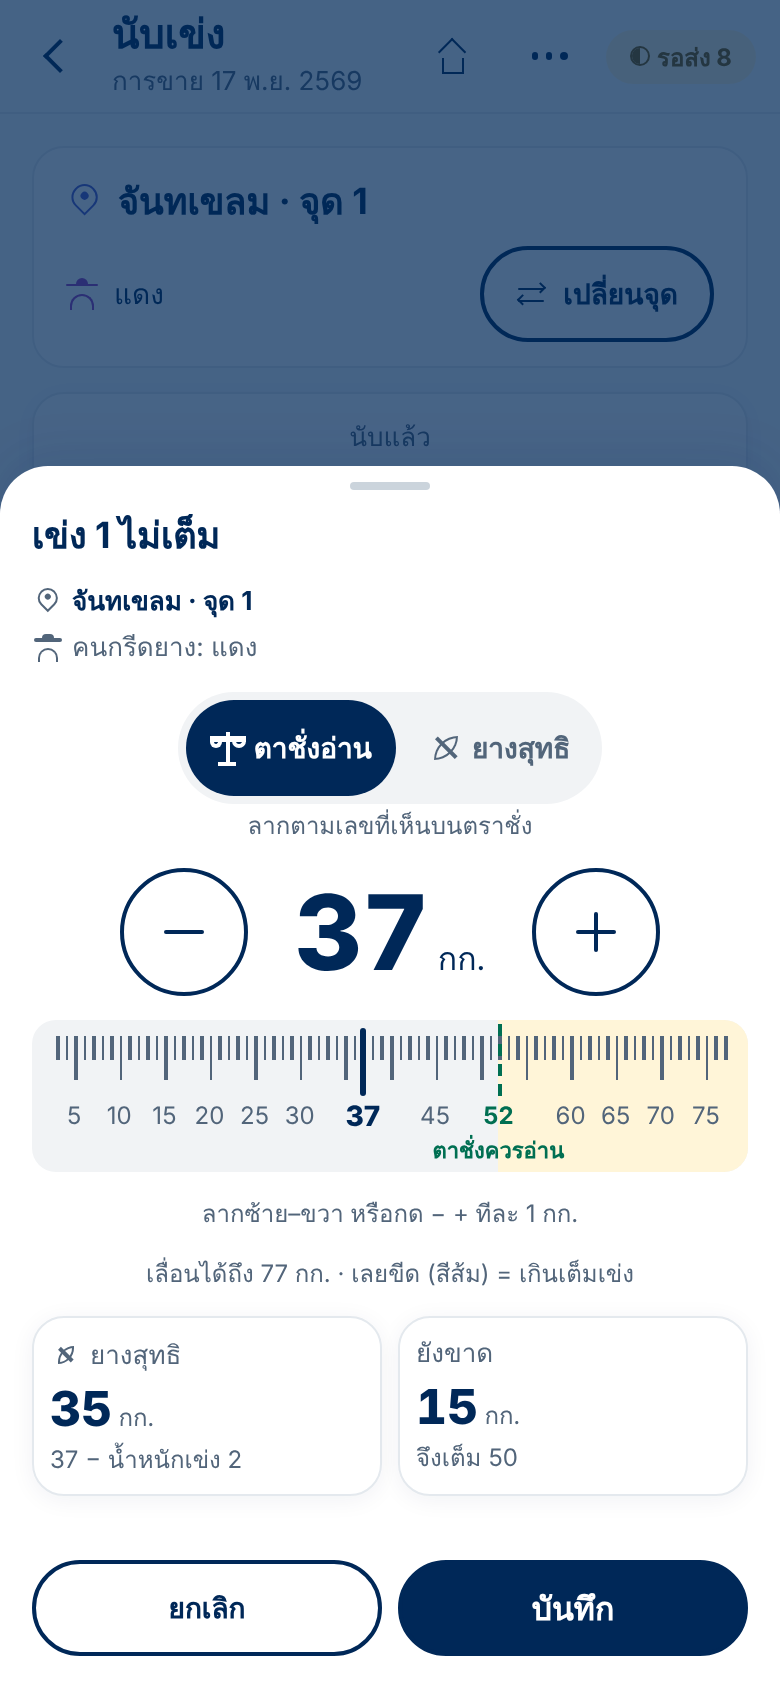 นับเข่ง
การขาย 17 พ.ย. 2569
รอส่ง 8
จันทเขลม · จุด 1
แดง
เปลี่ยนจุด
นับแล้ว
เข่ง 1 ไม่เต็ม
จันทเขลม · จุด 1
คนกรีดยาง: แดง
ตาชั่งอ่าน
ยางสุทธิ
ลากตามเลขที่เห็นบนตราชั่ง
37 กก.
5 10 15 20 25 30 37 45 52 60 65 70 75
ตาชั่งควรอ่าน
ลากซ้าย–ขวา หรือกด − + ทีละ 1 กก.
เลื่อนได้ถึง 77 กก. · เลยขีด (สีส้ม) = เกินเต็มเข่ง
ยางสุทธิ
35 กก.
37 − น้ำหนักเข่ง 2
ยังขาด
15 กก.
จึงเต็ม 50
ยกเลิก
บันทึก